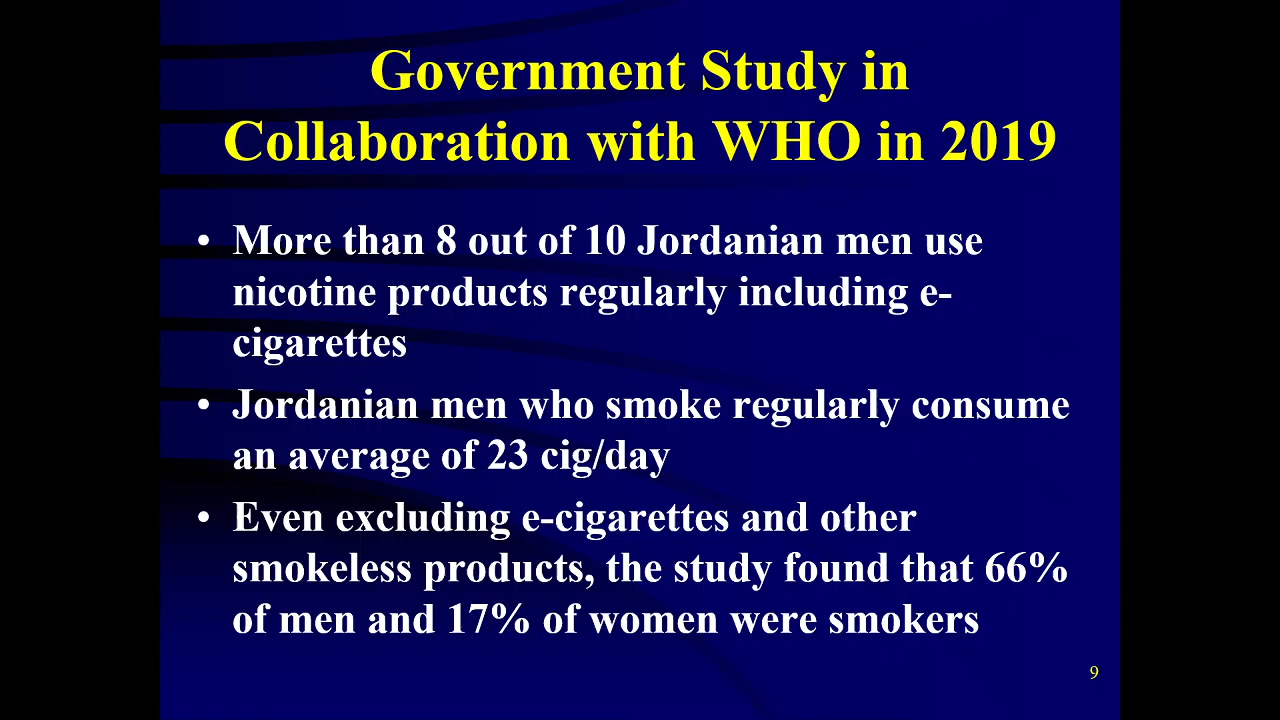 Government Study in
Collaboration with WHO in 2019
• More than 8 out of 10 Jordanian men use
nicotine products regularly including e-
cigarettes
• Jordanian men who smoke regularly consume
an average of 23 cig/day
• Even excluding e-cigarettes and other
smokeless products, the study found that 66%
of men and 17% of women were smokers
9